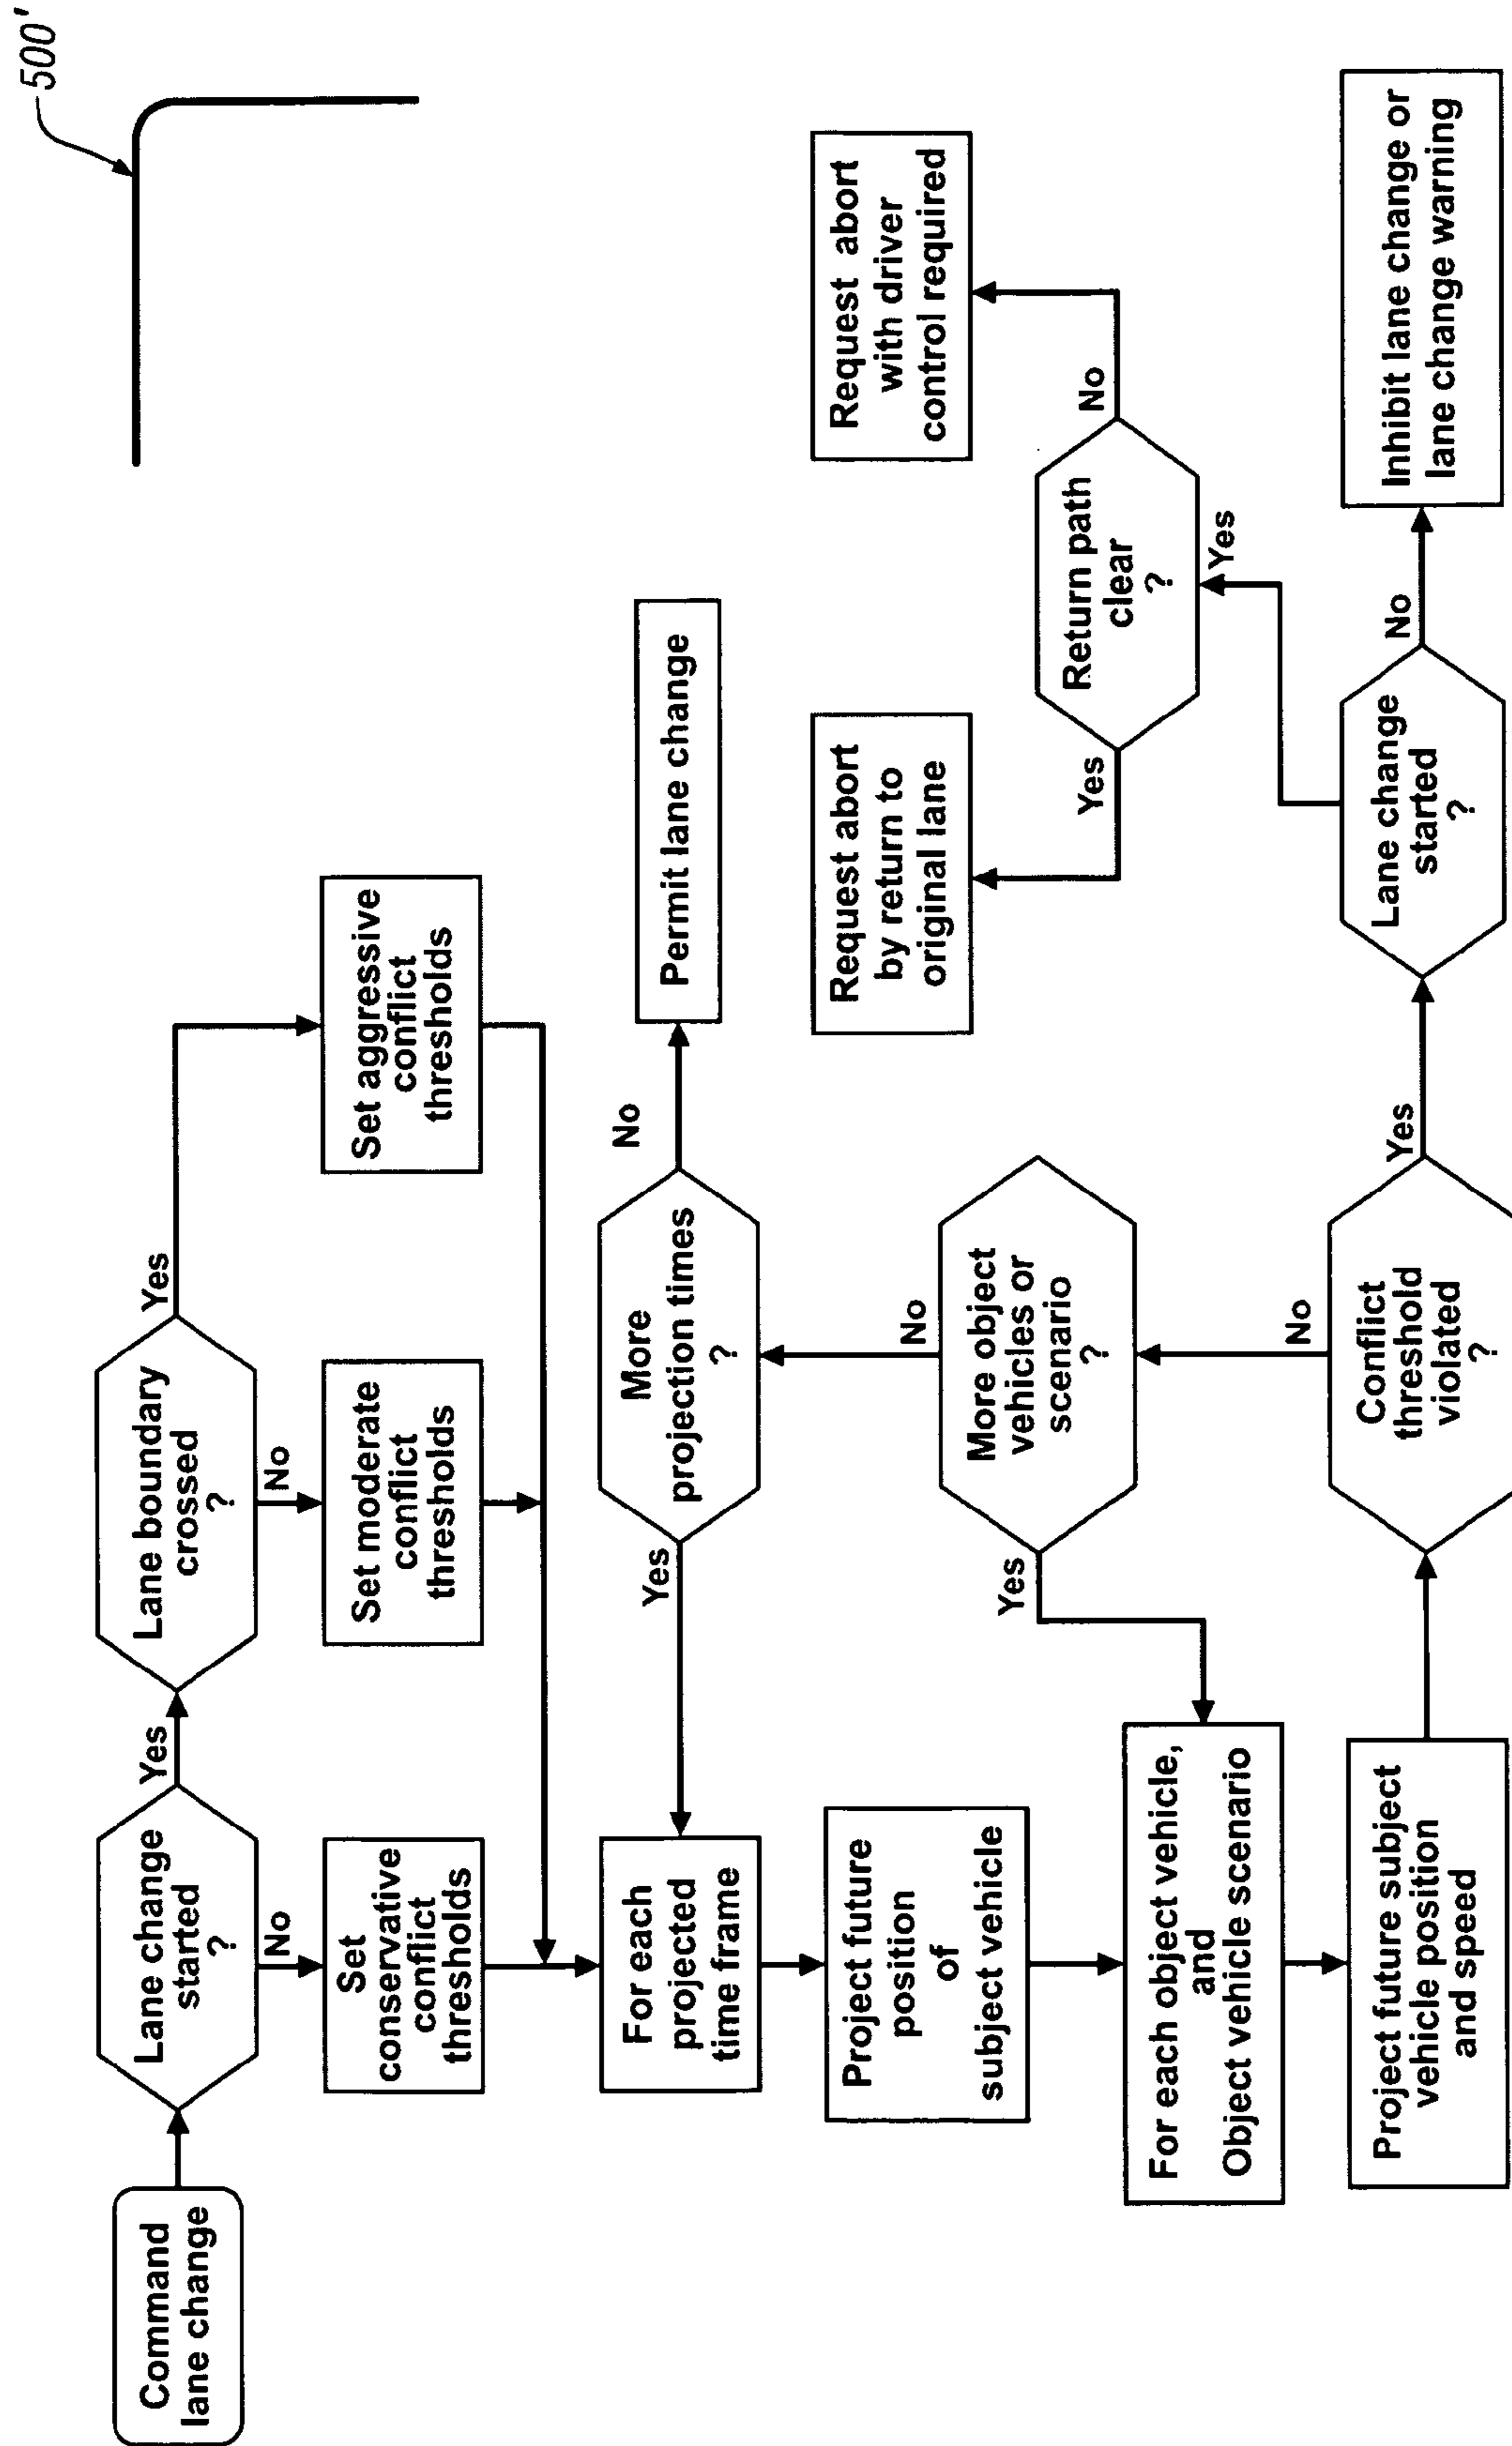 500'
Command
lane change
Lane change
started
?
Yes
No
Lane boundary
crossed
?
Yes
No
Set
conservative
conflict
thresholds
Set moderate
conflict
thresholds
Set aggressive
conflict
thresholds
For each
projected
time frame
Yes
More
projection times
?
No
Permit lane change
Project future
position
of
subject vehicle
Yes
More object
vehicles or
scenario
?
No
Request abort
by return to
original lane
Request abort
with driver
control required
Yes
Return path
clear
?
No
Yes
For each object vehicle,
and
Object vehicle scenario
No
Project future subject
vehicle position
and speed
Conflict
threshold
violated
?
Yes
Lane change
started
?
No
Inhibit lane change or
lane change warning